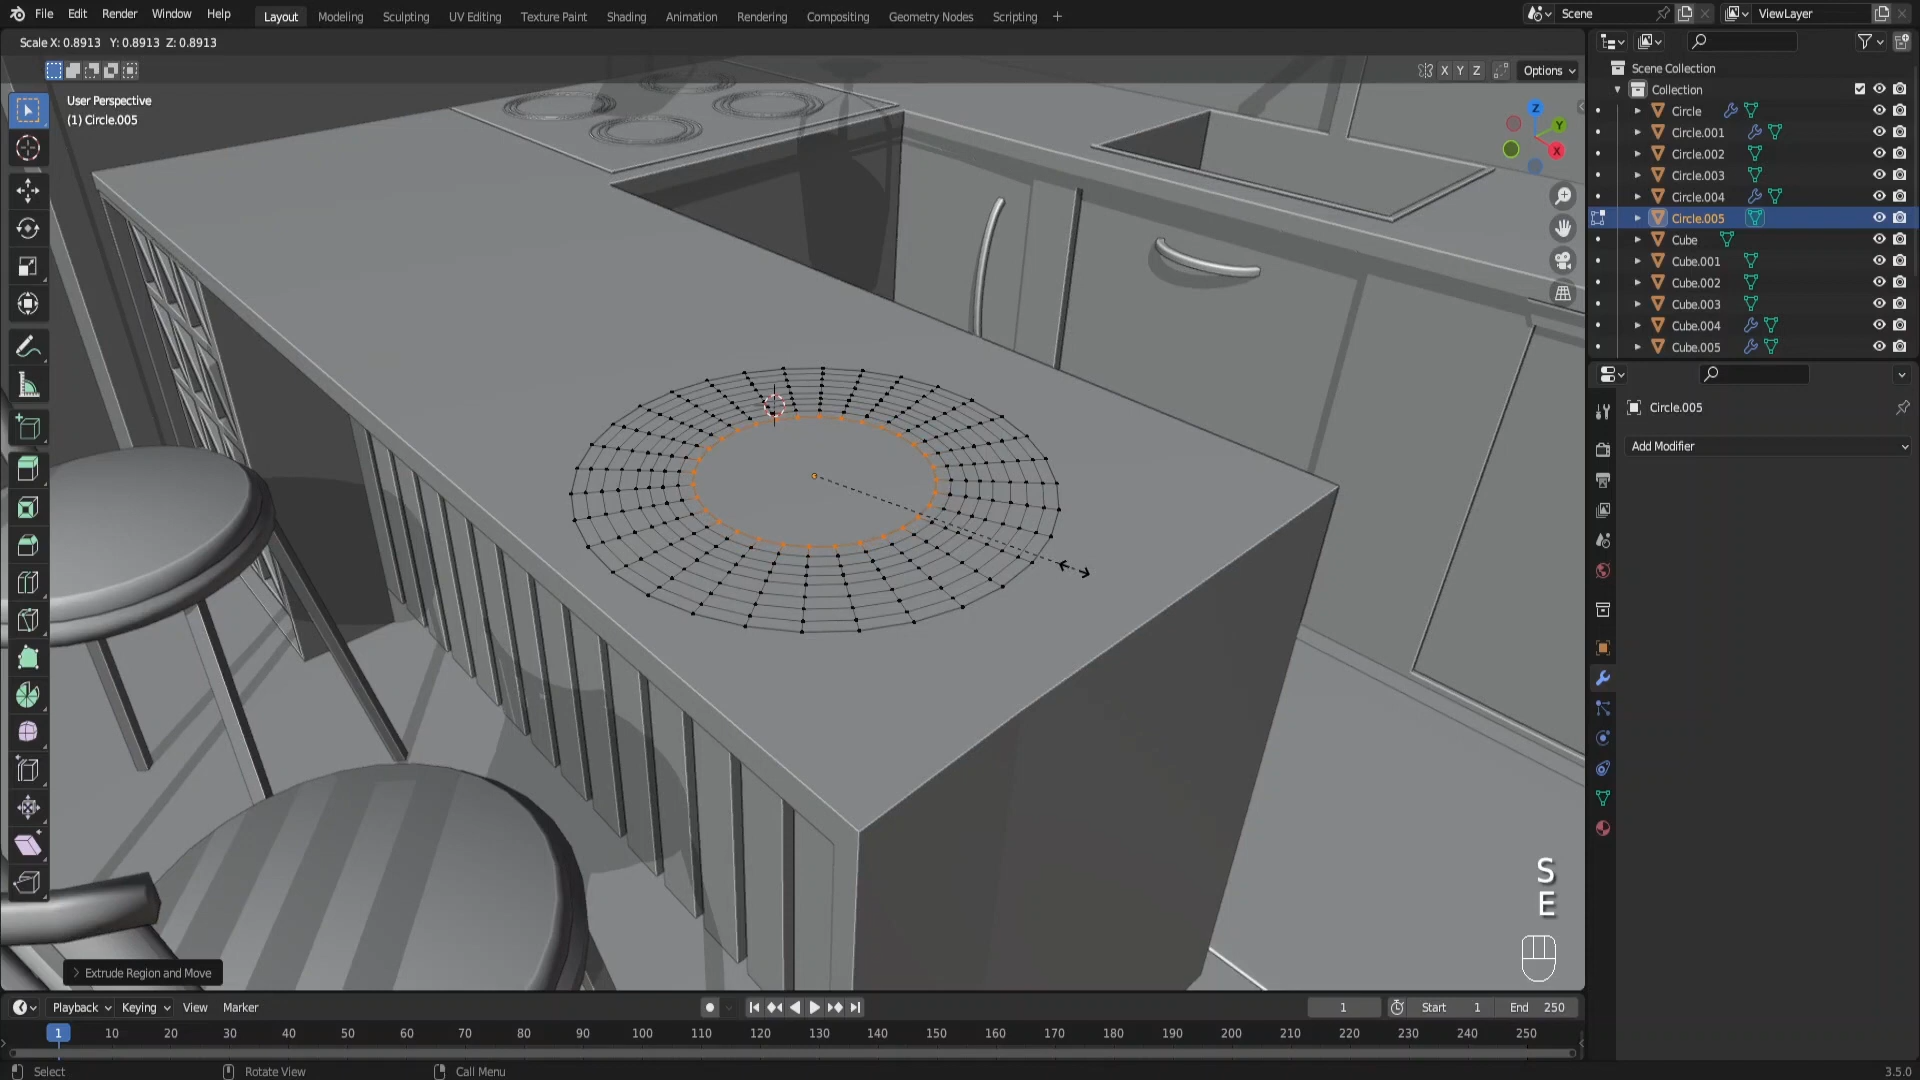 File Edit Render Window Help Layout Modeling Sculpting UV Editing Texture Paint Shading Animation Rendering Compositing Geometry Nodes Scripting + Scene ViewLayer
Scale X: 0.8913 Y: 0.8913 Z: 0.8913
X Y Z Options
User Perspective
(1) Circle.005
Z
Y
X
S
E
Extrude Region and Move
Scene Collection
Collection
Circle
Circle.001
Circle.002
Circle.003
Circle.004
Circle.005
Cube
Cube.001
Cube.002
Cube.003
Cube.004
Cube.005
Circle.005
Add Modifier
Playback Keying View Marker 1 Start 1 End 250
1 10 20 30 40 50 60 70 80 90 100 110 120 130 140 150 160 170 180 190 200 210 220 230 240 250
Select Rotate View Call Menu 3.5.0